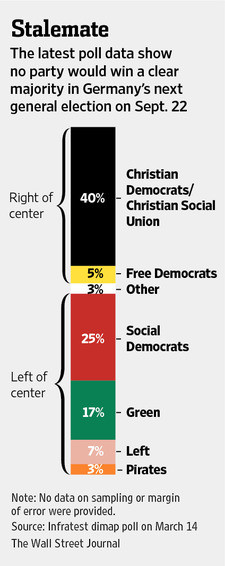 Stalemate
The latest poll data show
no party would win a clear
majority in Germany's next
general election on Sept. 22
Right of
center
40%
Christian
Democrats/
Christian Social
Union
5%
Free Democrats
3%
Other
Left of
center
25%
Social
Democrats
17%
Green
7%
Left
3%
Pirates
Note: No data on sampling or margin
of error were provided.
Source: Infratest dimap poll on March 14
The Wall Street Journal